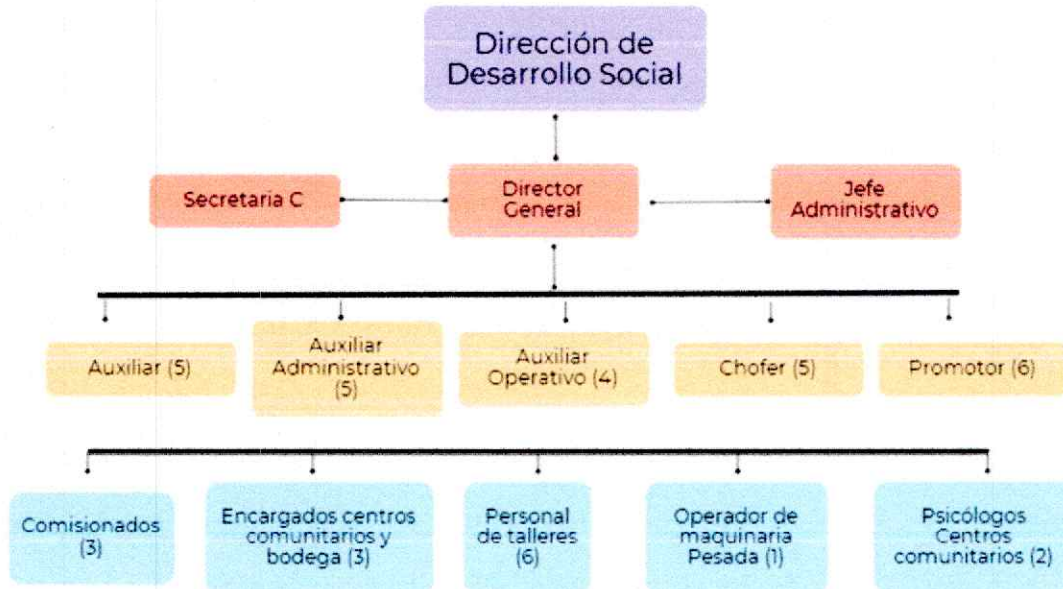 Dirección de
Desarrollo Social
Secretaria C
Director
General
Jefe
Administrativo
Auxiliar (5)
Auxiliar
Administrativo
(5)
Auxiliar
Operativo (4)
Chofer (5)
Promotor (6)
Comisionados
(3)
Encargados centros
comunitarios y
bodega (3)
Personal
de talleres
(6)
Operador de
maquinaria
Pesada (1)
Psicólogos
Centros
comunitarios (2)